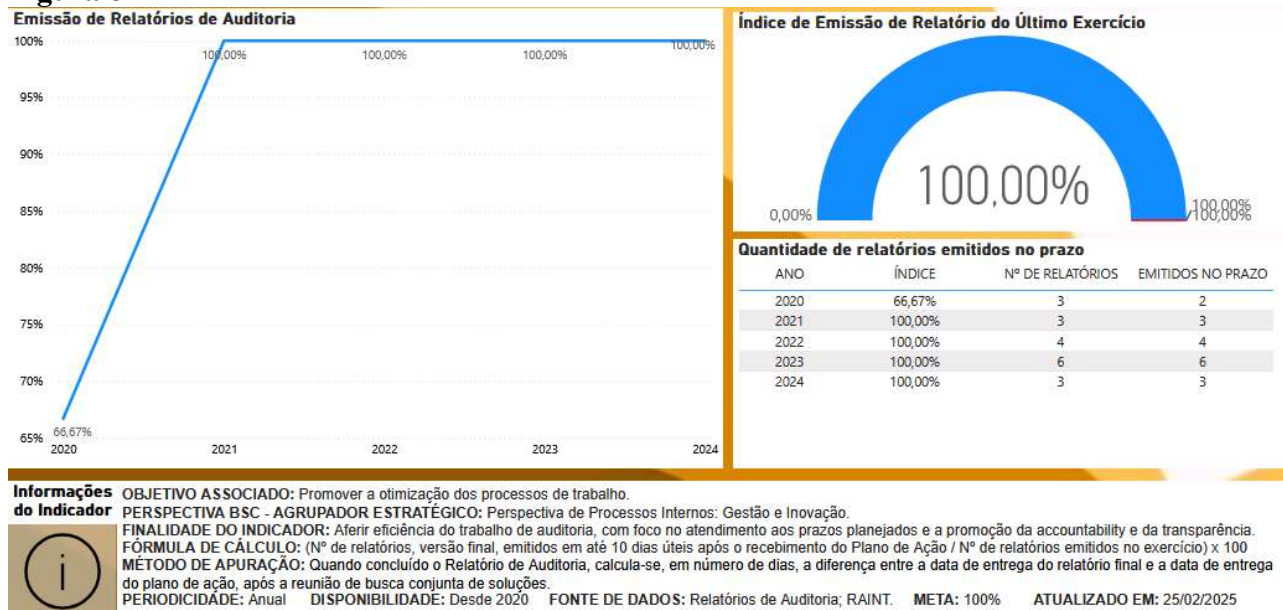 Emissão de Relatórios de Auditoria
100%
95%
90%
85%
80%
75%
70%
65%
66,67%
100,00%
100,00%
100,00%
100,00%
2020
2021
2022
2023
2024
Índice de Emissão de Relatório do Último Exercício
100,00%
0,00%
100,00%
100,00%
Quantidade de relatórios emitidos no prazo
ANO ÍNDICE Nº DE RELATÓRIOS EMITIDOS NO PRAZO
2020 66,67% 3 2
2021 100,00% 3 3
2022 100,00% 4 4
2023 100,00% 6 6
2024 100,00% 3 3
Informações
do Indicador
OBJETIVO ASSOCIADO: Promover a otimização dos processos de trabalho.
PERSPECTIVA BSC - AGRUPADOR ESTRATÉGICO: Perspectiva de Processos Internos: Gestão e Inovação.
FINALIDADE DO INDICADOR: Aferir eficiência do trabalho de auditoria, com foco no atendimento aos prazos planejados e a promoção da accountability e da transparência.
FÓRMULA DE CÁLCULO: (Nº de relatórios, versão final, emitidos em até 10 dias úteis após o recebimento do Plano de Ação / Nº de relatórios emitidos no exercício) x 100
MÉTODO DE APURAÇÃO: Quando concluído o Relatório de Auditoria, calcula-se, em número de dias, a diferença entre a data de entrega do relatório final e a data de entrega
do plano de ação, após a reunião de busca conjunta de soluções.
PERIODICIDADE: Anual DISPONIBILIDADE: Desde 2020 FONTE DE DADOS: Relatórios de Auditoria; RAINT. META: 100% ATUALIZADO EM: 25/02/2025